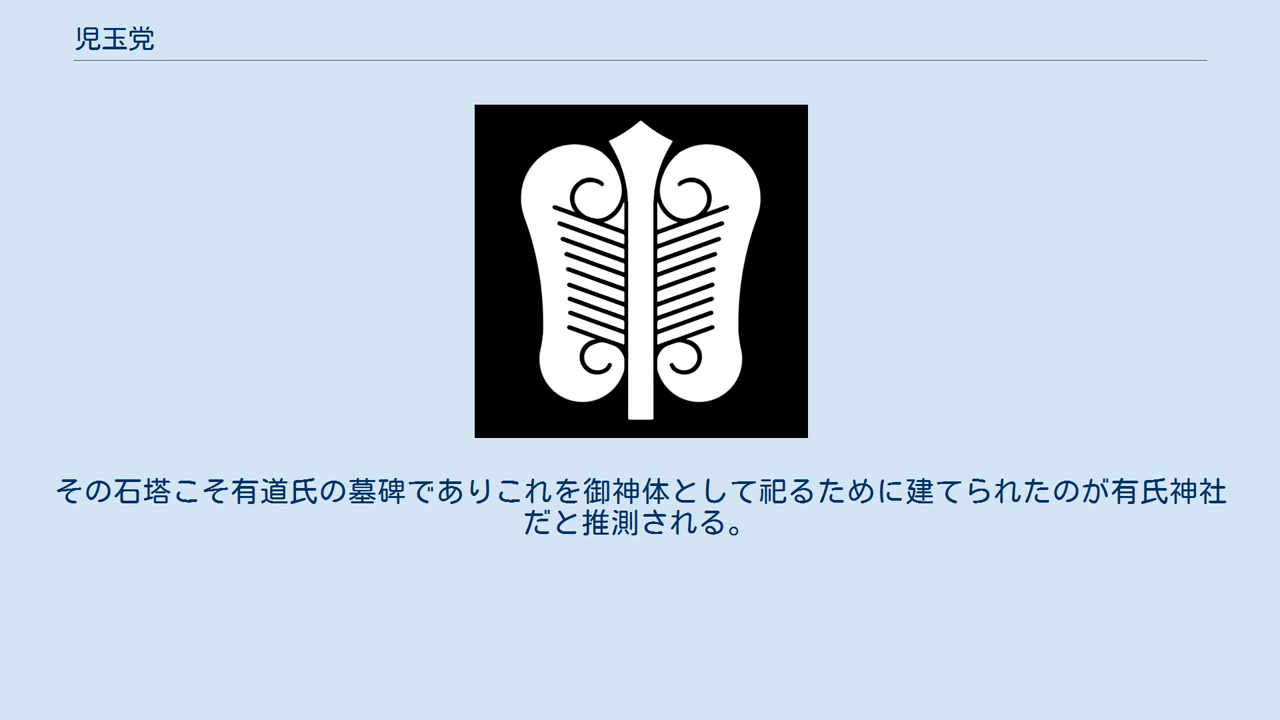 児玉党
その石塔こそ有道氏の墓碑でありこれを御神体として祀るために建てられたのが有氏神社
だと推測される。